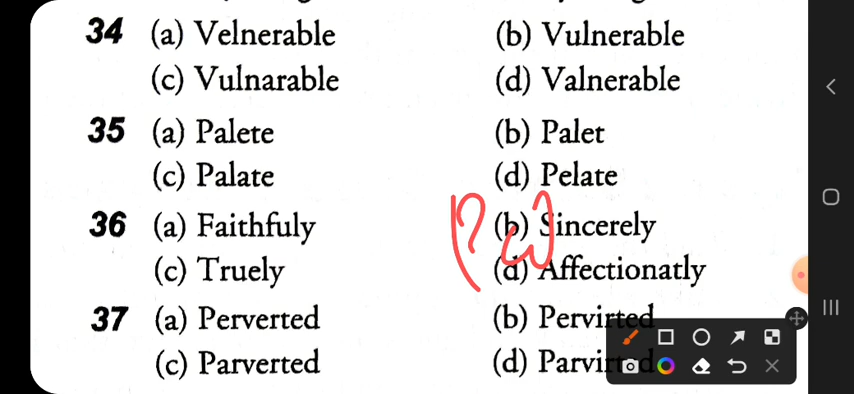 34 (a) Velnerable (b) Vulnerable
(c) Vulnarable (d) Valnerable
35 (a) Palete (b) Palet
(c) Palate (d) Pelate
36 (a) Faithfuly (b) Sincerely
(c) Truely (d) Affectionatly
37 (a) Perverted (b) Pervirted
(c) Parverted (d) Parvirted